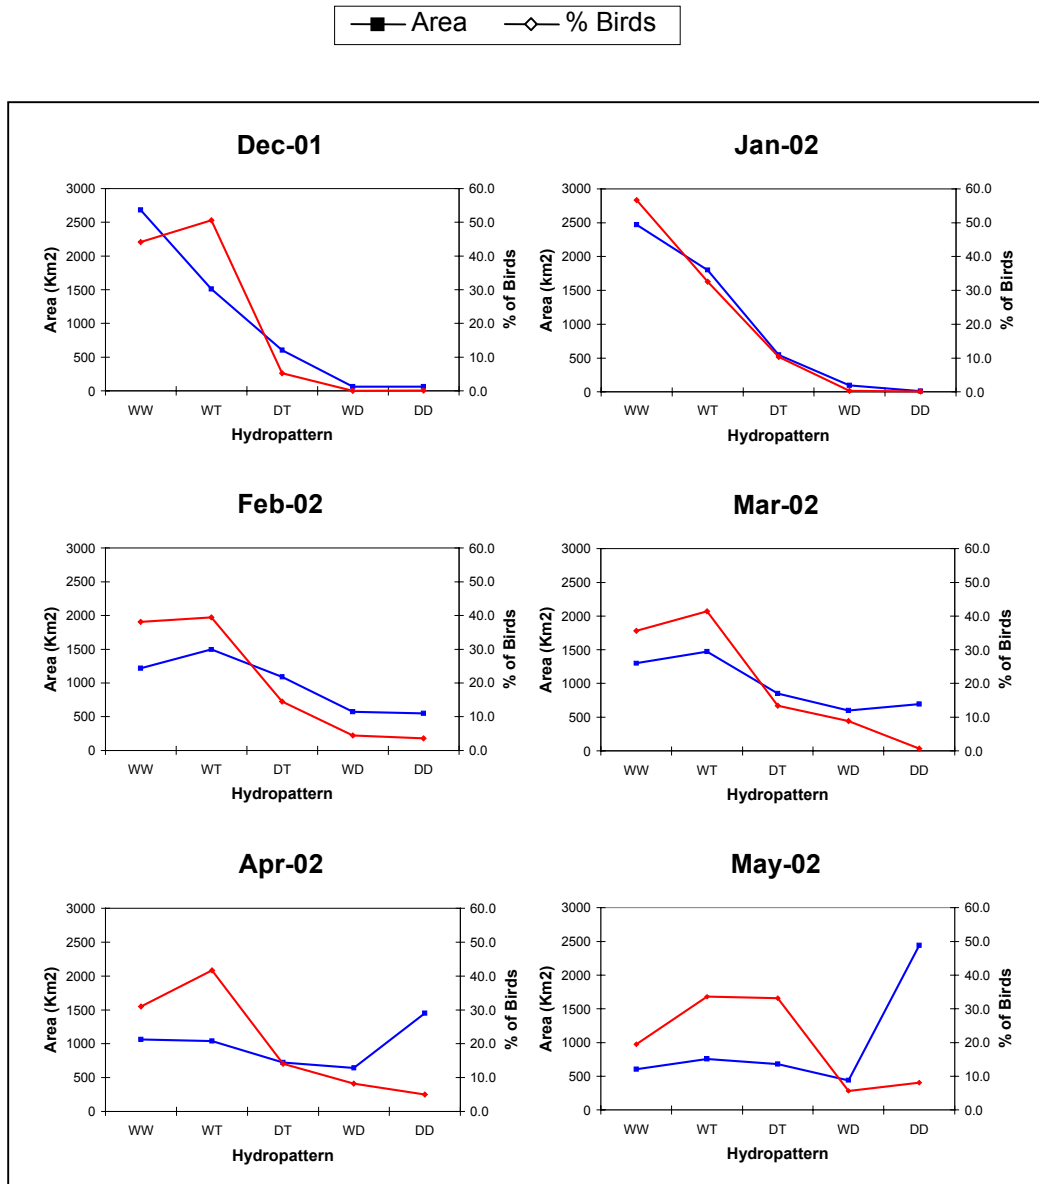 Area % Birds
Dec-01
Area (Km2)
3000 60.0
2500 50.0
2000 40.0
1500 30.0
1000 20.0
500 10.0
0 0.0
% of Birds
WW WT DT WD DD
Hydropattern
Jan-02
Area (km2)
3000 60.0
2500 50.0
2000 40.0
1500 30.0
1000 20.0
500 10.0
0 0.0
% of Birds
WW WT DT WD DD
Hydropattern
Feb-02
Area (Km2)
3000 60.0
2500 50.0
2000 40.0
1500 30.0
1000 20.0
500 10.0
0 0.0
% of Birds
WW WT DT WD DD
Hydropattern
Mar-02
Area (Km2)
3000 60.0
2500 50.0
2000 40.0
1500 30.0
1000 20.0
500 10.0
0 0.0
% of Birds
WW WT DT WD DD
Hydropattern
Apr-02
Area (Km2)
3000 60.0
2500 50.0
2000 40.0
1500 30.0
1000 20.0
500 10.0
0 0.0
% of Birds
WW WT DT WD DD
Hydropattern
May-02
Area (Km2)
3000 60.0
2500 50.0
2000 40.0
1500 30.0
1000 20.0
500 10.0
0 0.0
% of Birds
WW WT DT WD DD
Hydropattern